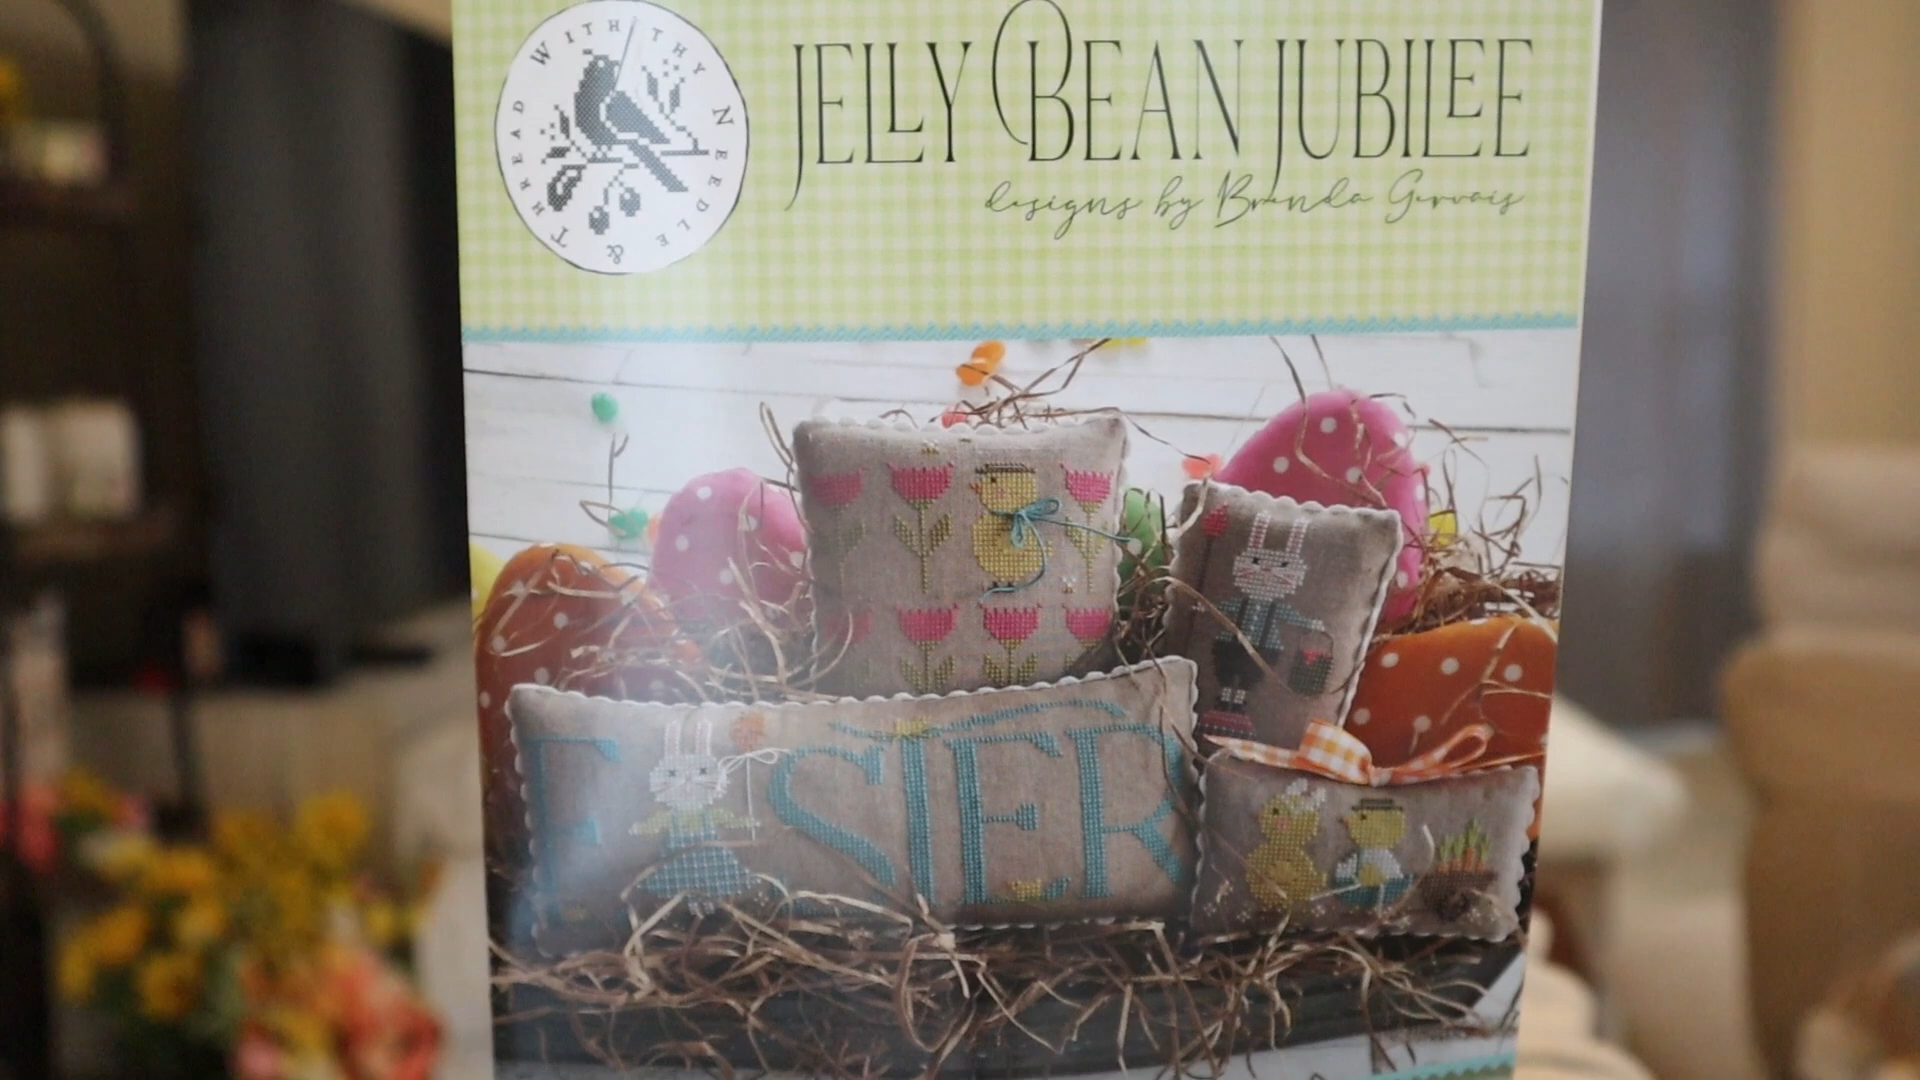 WITH THY NEEDLE & THREAD
JELLY BEAN JUBILEE
designs by Brenda Gervais
E STER